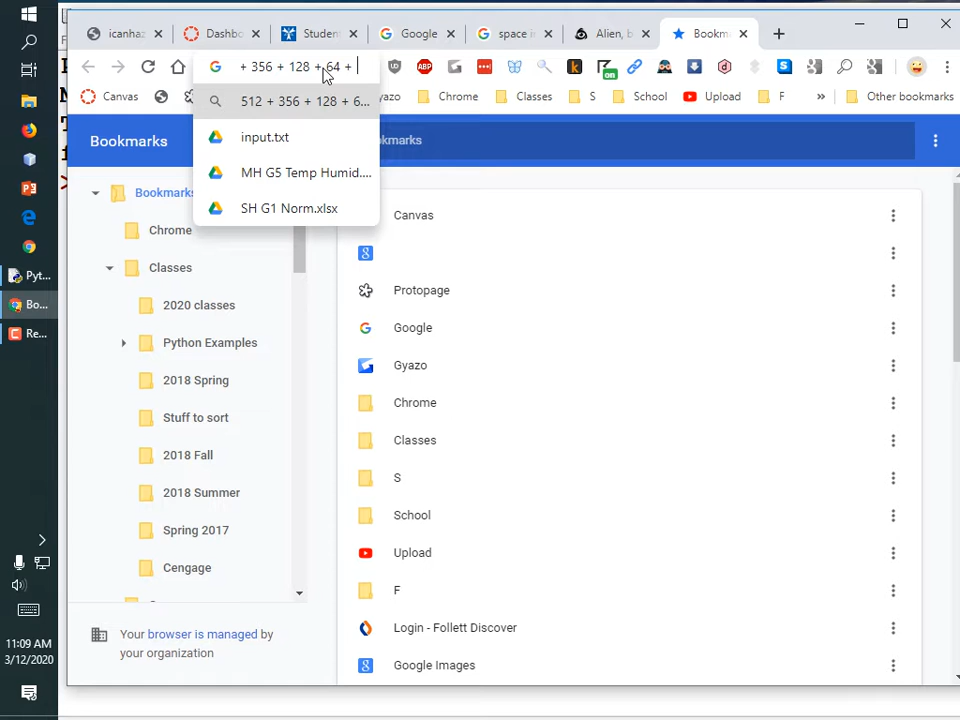 icanhaz
Dashbo
Studen
Google
space in
Alien, b
Bookm
+ 356 + 128 + 64 +
ABP
Canvas
ayzo
Chrome
Classes
S
School
Upload
F
»
Other bookmarks
512 + 356 + 128 + 6...
input.txt
MH G5 Temp Humid....
SH G1 Norm.xlsx
Bookmarks
kmarks
Bookmarks
Chrome
Classes
2020 classes
Python Examples
2018 Spring
Stuff to sort
2018 Fall
2018 Summer
Spring 2017
Cengage
Your browser is managed by
your organization
Canvas
Protopage
Google
Gyazo
Chrome
Classes
S
School
Upload
F
Login - Follett Discover
Google Images
Pyt...
Bo...
Re...
11:09 AM
3/12/2020